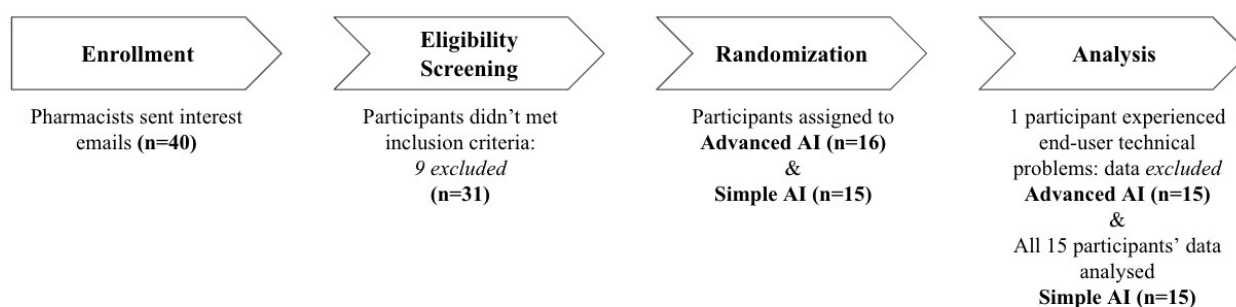 Enrollment
Eligibility
Screening
Randomization
Analysis
Pharmacists sent interest
emails (n=40)
Participants didn’t met
inclusion criteria:
9 excluded
(n=31)
Participants assigned to
Advanced AI (n=16)
&
Simple AI (n=15)
1 participant experienced
end-user technical
problems: data excluded
Advanced AI (n=15)
&
All 15 participants’ data
analysed
Simple AI (n=15)